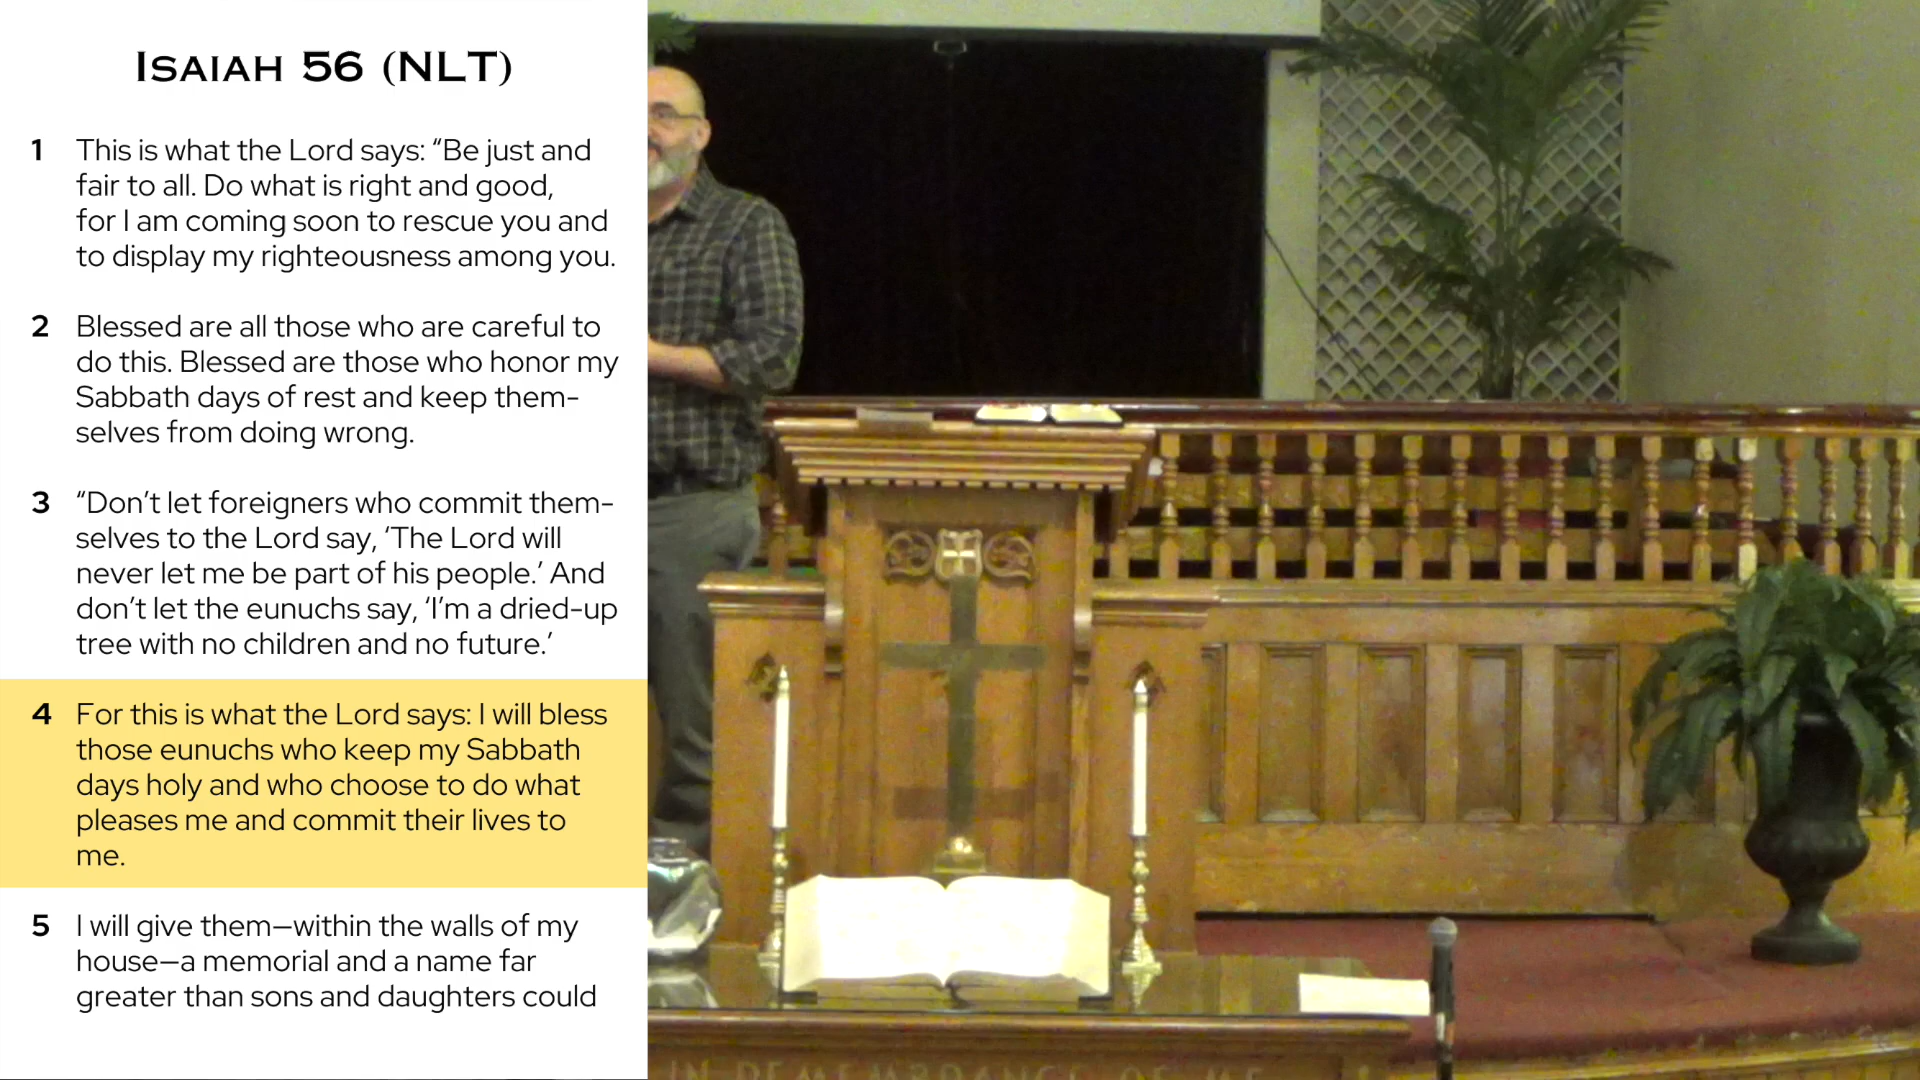 ISAIAH 56 (NLT)
1 This is what the Lord says: “Be just and
fair to all. Do what is right and good,
for I am coming soon to rescue you and
to display my righteousness among you.
2 Blessed are all those who are careful to
do this. Blessed are those who honor my
Sabbath days of rest and keep them-
selves from doing wrong.
3 “Don’t let foreigners who commit them-
selves to the Lord say, ‘The Lord will
never let me be part of his people.’ And
don’t let the eunuchs say, ‘I’m a dried-up
tree with no children and no future.’
4 For this is what the Lord says: I will bless
those eunuchs who keep my Sabbath
days holy and who choose to do what
pleases me and commit their lives to
me.
5 I will give them—within the walls of my
house—a memorial and a name far
greater than sons and daughters could
IN REMEMBRANCE OF ME